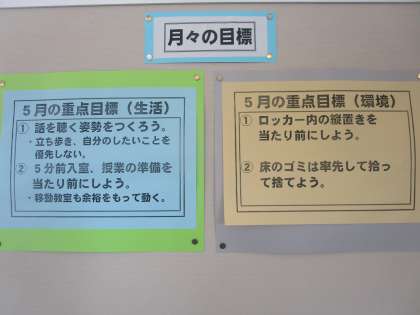 月々の目標
５月の重点目標（生活）
① 話を聴く姿勢をつくろう。
・立ち歩き、自分のしたいことを
優先しない。
② ５分前入室、授業の準備を
当たり前にしよう。
・移動教室も余裕をもって動く。
５月の重点目標（環境）
① ロッカー内の縦置きを
当たり前にしよう。
② 床のゴミは率先して拾っ
て捨てよう。